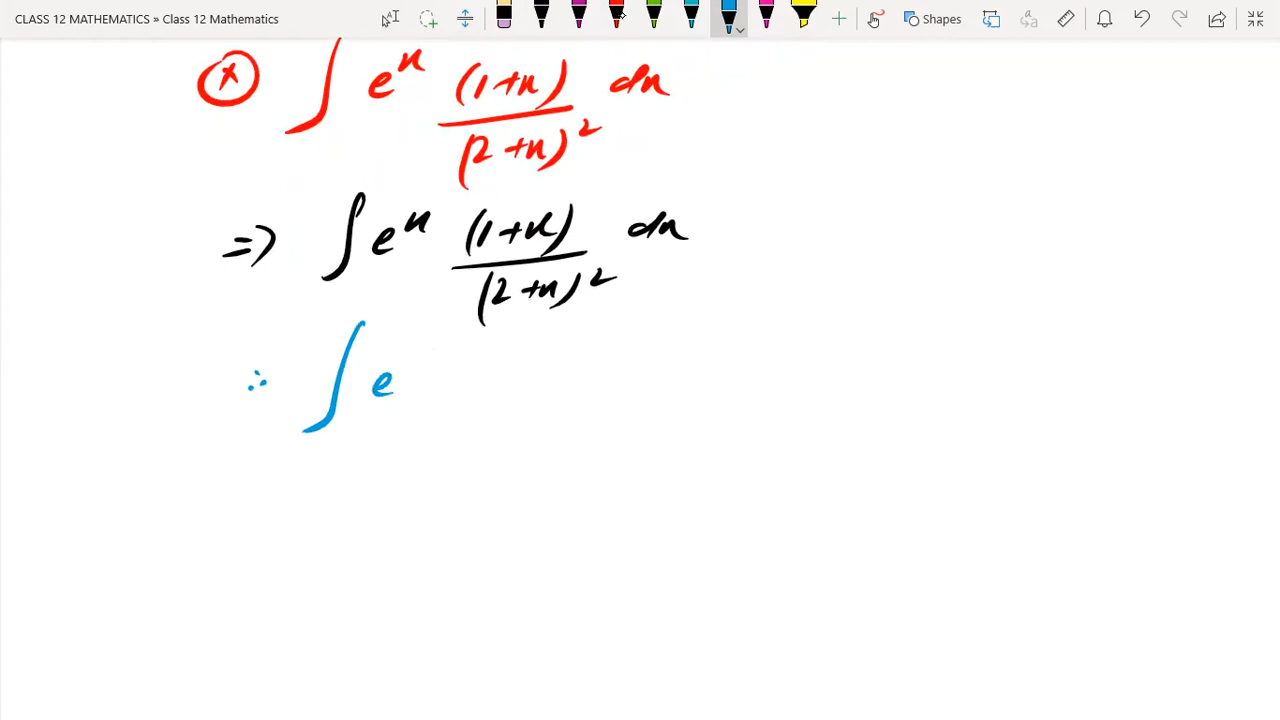 CLASS 12 MATHEMATICS » Class 12 Mathematics
Shapes
* ∫ eˣ (1+x)/(2+x)² dx
=> ∫ eˣ (1+x)/(2+x)² dx
∴ ∫ e